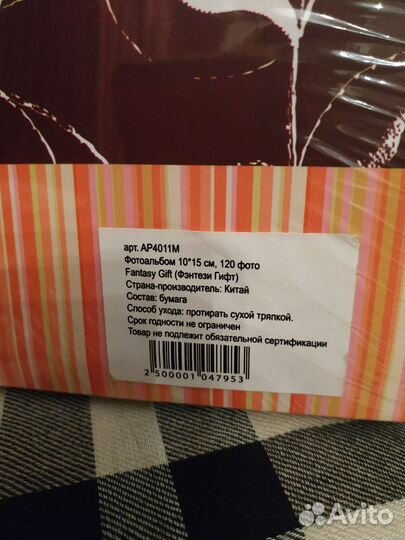 арт. АР4011М
Фотоальбом 10*15 см, 120 фото
Fantasy Gift (Фэнтези Гифт)
Страна-производитель: Китай
Состав: бумага
Способ ухода: протирать сухой тряпкой.
Срок годности не ограничен
Товар не подлежит обязательной сертификации
2 500001 047953
Avito